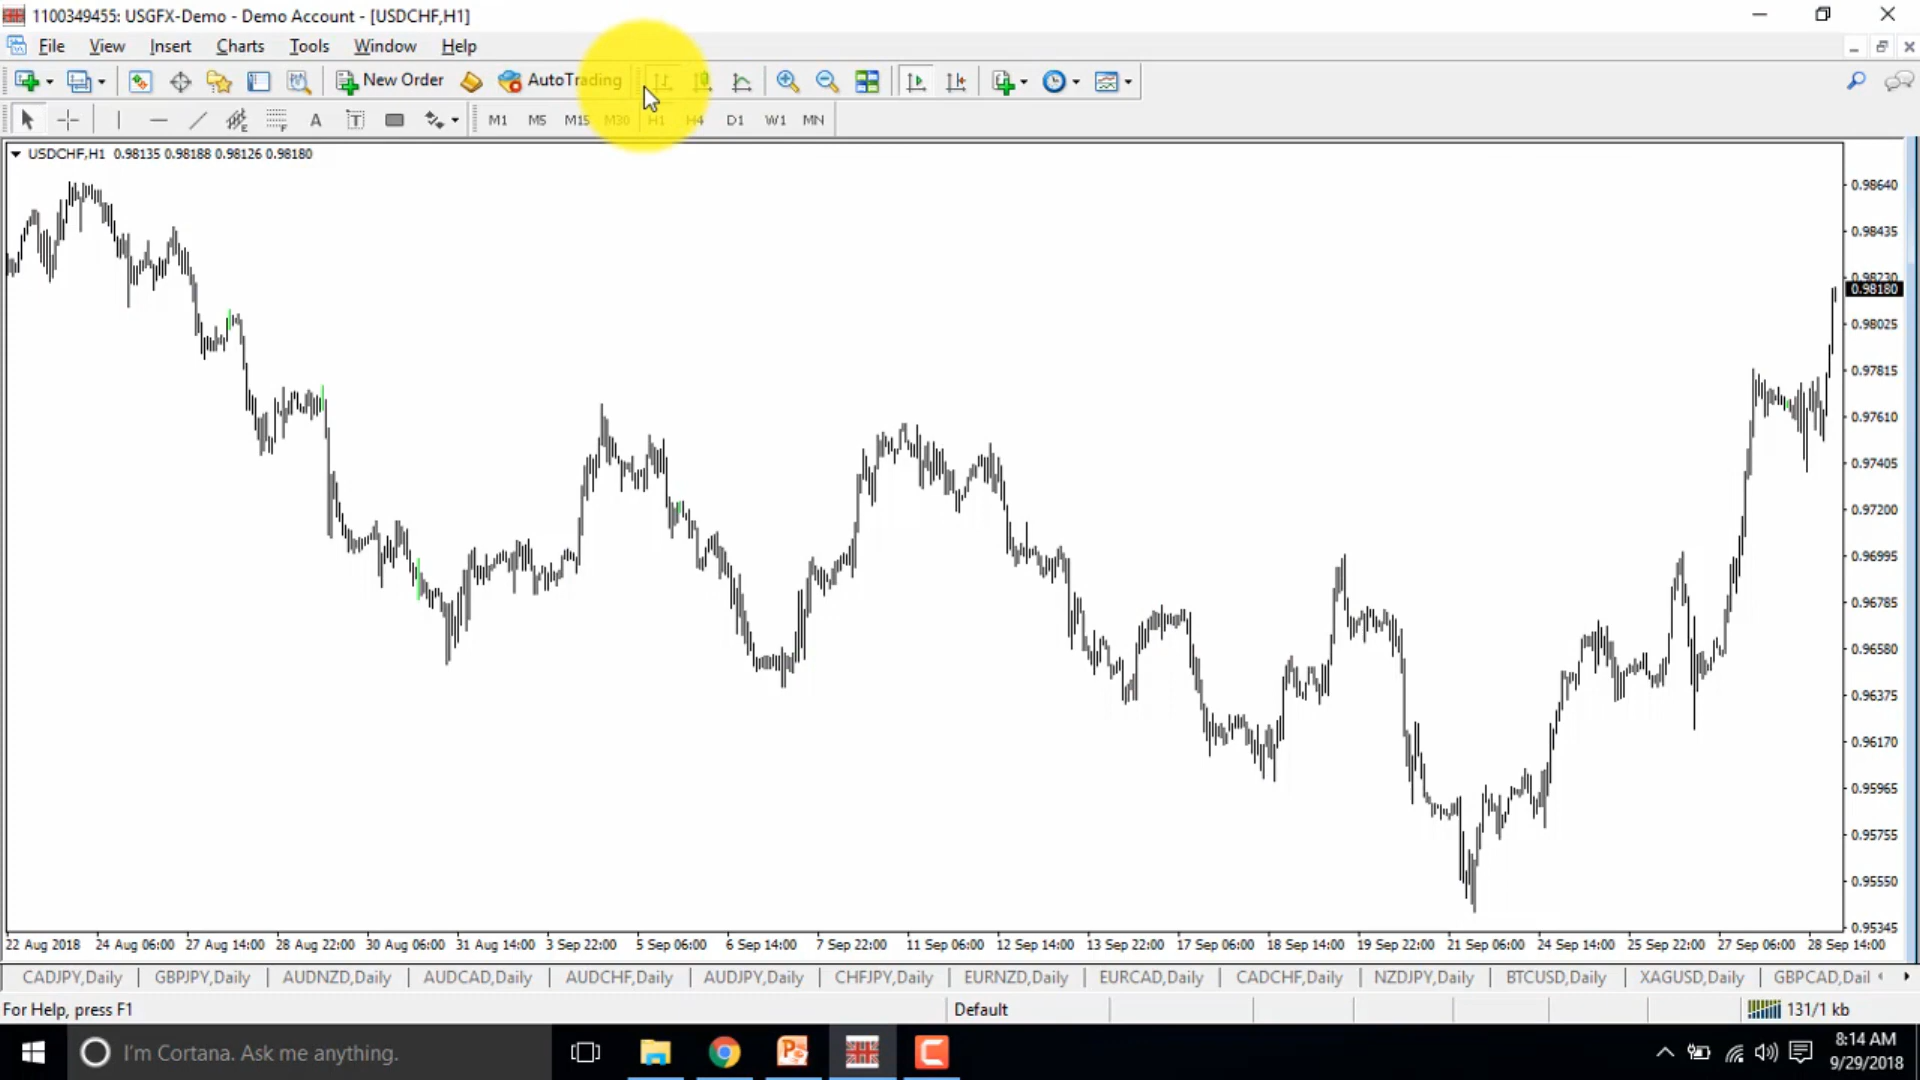 1100349455: USGFX-Demo - Demo Account - [USDCHF,H1]
File View Insert Charts Tools Window Help
New Order AutoTrading
A T M1 M5 M15 M30 H1 H4 D1 W1 MN
USDCHF,H1 0.98135 0.98188 0.98126 0.98180
0.98640
0.98435
0.98230
0.98180
0.98025
0.97815
0.97610
0.97405
0.97200
0.96995
0.96785
0.96580
0.96375
0.96170
0.95965
0.95755
0.95550
0.95345
22 Aug 2018 24 Aug 06:00 27 Aug 14:00 28 Aug 22:00 30 Aug 06:00 31 Aug 14:00 3 Sep 22:00 5 Sep 06:00 6 Sep 14:00 7 Sep 22:00 11 Sep 06:00 12 Sep 14:00 13 Sep 22:00 17 Sep 06:00 18 Sep 14:00 19 Sep 22:00 21 Sep 06:00 24 Sep 14:00 25 Sep 22:00 27 Sep 06:00 28 Sep 14:00
CADJPY,Daily GBPJPY,Daily AUDNZD,Daily AUDCAD,Daily AUDCHF,Daily AUDJPY,Daily CHFJPY,Daily EURNZD,Daily EURCAD,Daily CADCHF,Daily NZDJPY,Daily BTCUSD,Daily XAGUSD,Daily GBPCAD,Dail
For Help, press F1 Default 131/1 kb
I'm Cortana. Ask me anything. 8:14 AM
9/29/2018